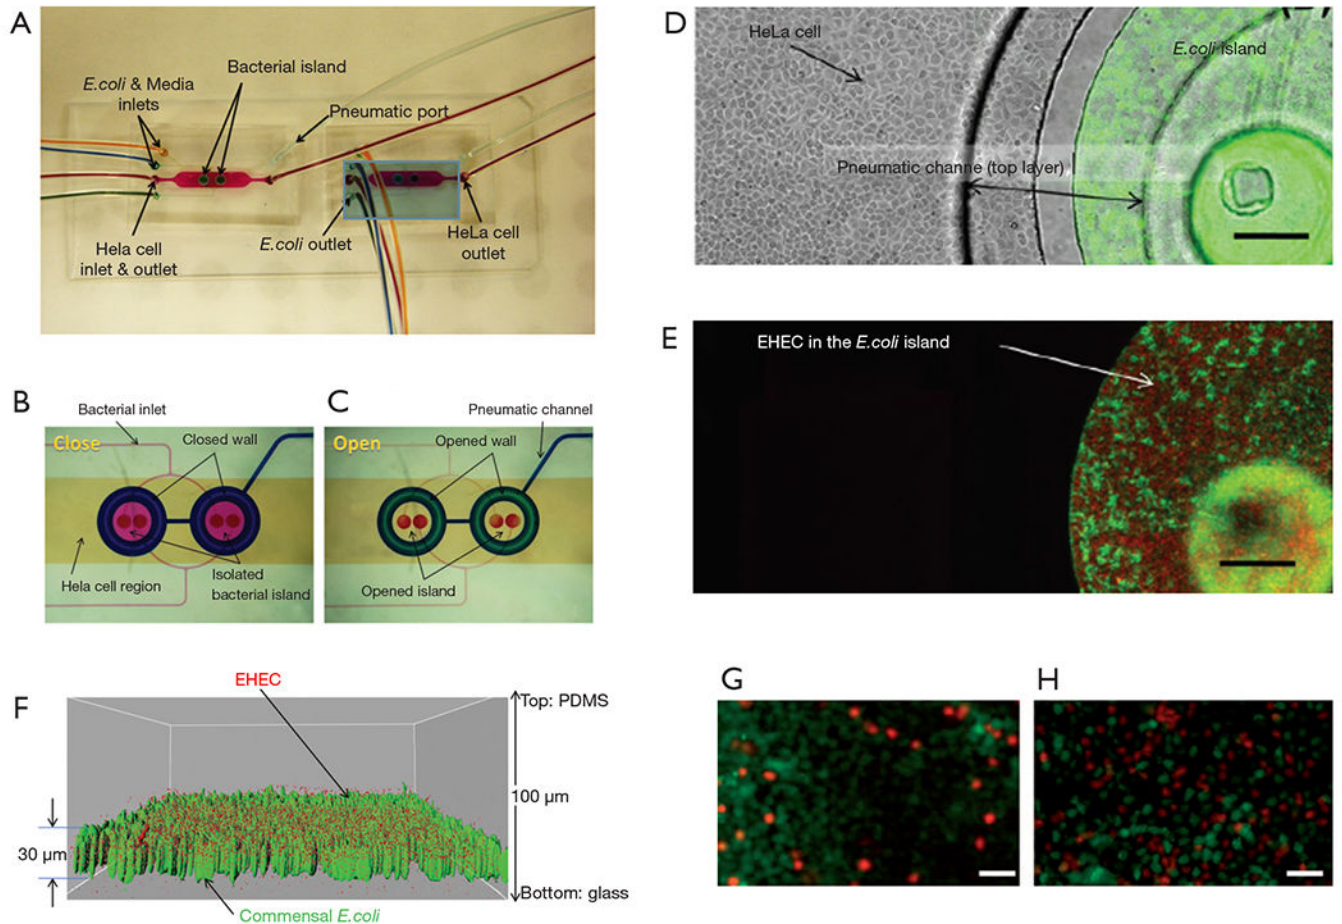 A
E.coli & Media
inlets
Bacterial island
Pneumatic port
Hela cell
inlet & outlet
E.coli outlet
HeLa cell
outlet
B
Bacterial inlet
Close
Closed wall
Hela cell region
Isolated
bacterial island
C
Pneumatic channel
Open
Opened wall
Opened island
D
HeLa cell
E.coli island
Pneumatic channe (top layer)
E
EHEC in the E.coli island
F
EHEC
Top: PDMS
100 µm
30 µm
Bottom: glass
Commensal E.coli
G
H